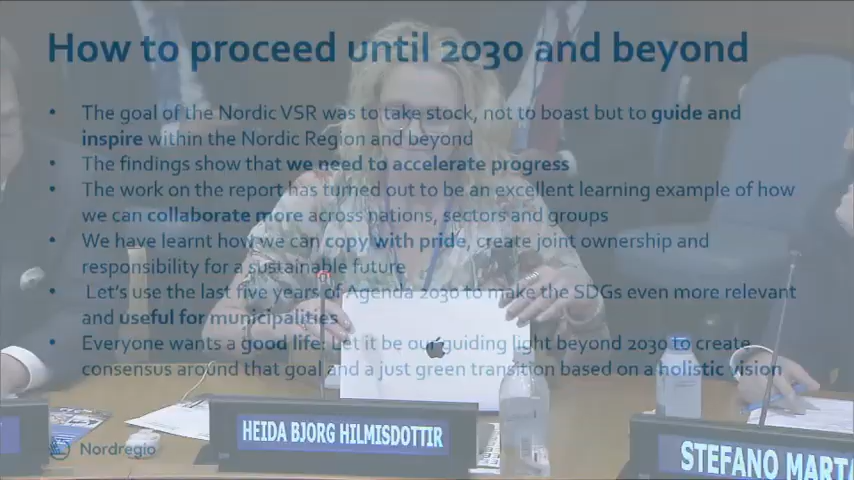 How to proceed until 2030 and beyond
• The goal of the Nordic VSR was to take stock, not to boast but to guide and
inspire within the Nordic Region and beyond
• The findings show that we need to accelerate progress
• The work on the report has turned out to be an excellent learning example of how
we can collaborate more across nations, sectors and groups
• We have learnt how we can copy with pride, create joint ownership and
responsibility for a sustainable future
• Let's use the last five years of Agenda 2030 to make the SDGs even more relevant
and useful for municipalities
• Everyone wants a good life. Let it be our guiding light beyond 2030 to create
consensus around that goal and a just green transition based on a holistic vision
HEIDA BJORG HILMISDOTTIR
STEFANO MARTA
Nordregio